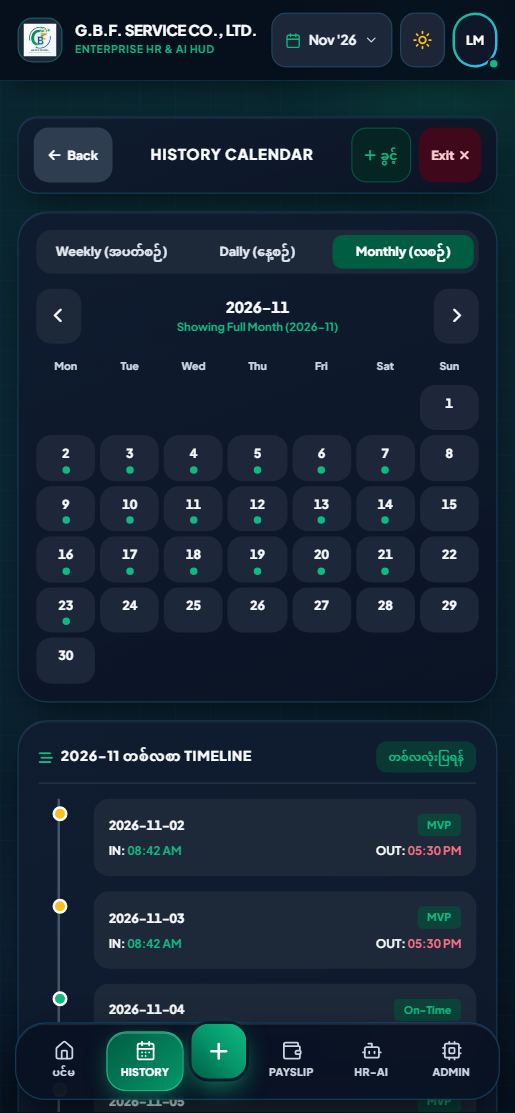 G.B.F. SERVICE CO., LTD.
ENTERPRISE HR & AI HUD
Nov '26
LM
← Back
HISTORY CALENDAR
+ ခွင့်
Exit ×
Weekly (အပတ်စဉ်)
Daily (နေ့စဉ်)
Monthly (လစဉ်)
2026-11
Showing Full Month (2026-11)
Mon Tue Wed Thu Fri Sat Sun
1
2 3 4 5 6 7 8
9 10 11 12 13 14 15
16 17 18 19 20 21 22
23 24 25 26 27 28 29
30
2026-11 တစ်လစာ TIMELINE
တစ်လလုံးပြရန်
2026-11-02
MVP
IN: 08:42 AM
OUT: 05:30 PM
2026-11-03
MVP
IN: 08:42 AM
OUT: 05:30 PM
2026-11-04
On-Time
ပင်မ
HISTORY
+
PAYSLIP
HR-AI
ADMIN
2026-11-05
MVP